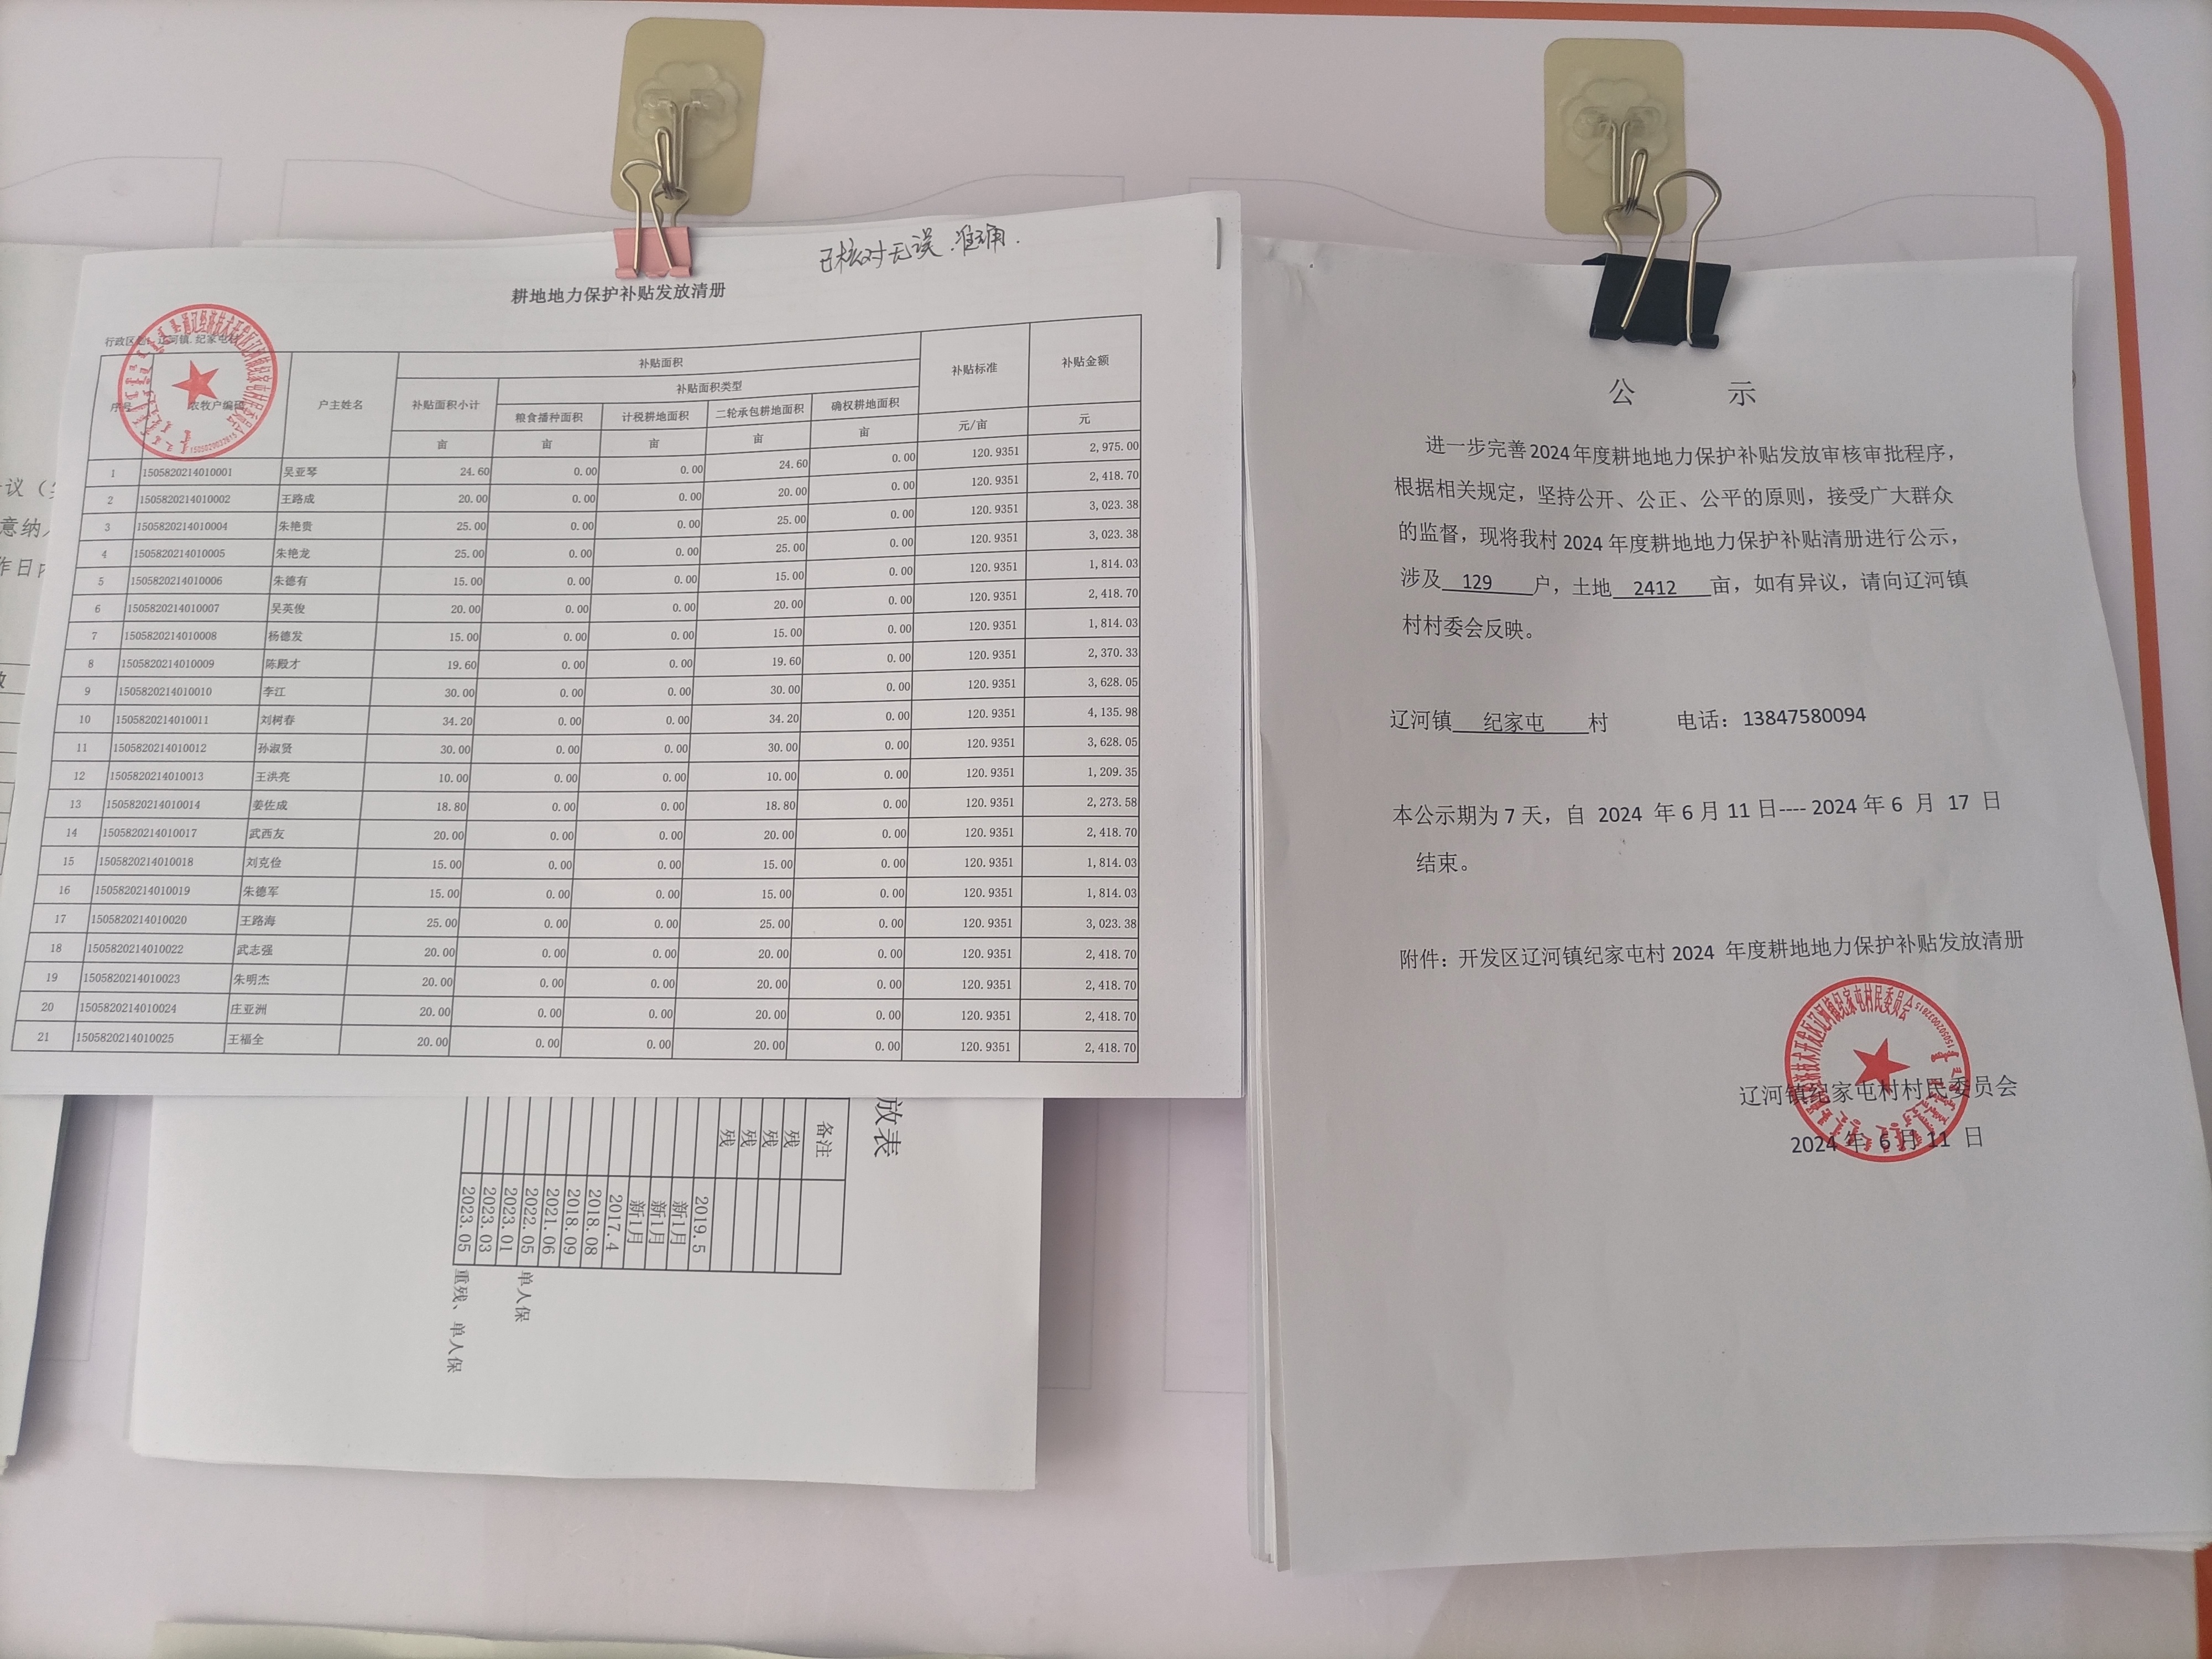 已核对无误.准确.
耕地地力保护补贴发放清册
辽河镇.纪家屯村
序号 农牧户编码 户主姓名 补贴面积 补贴标准 补贴金额
补贴面积小计 补贴面积类型
粮食播种面积 计税耕地面积 二轮承包耕地面积 确权耕地面积
亩 亩 亩 亩 亩 元/亩 元
1 1505820214010001 吴亚琴 24.60 0.00 0.00 24.60 0.00 120.9351 2,975.00
2 1505820214010002 王路成 20.00 0.00 0.00 20.00 0.00 120.9351 2,418.70
3 1505820214010004 朱艳贵 25.00 0.00 0.00 25.00 0.00 120.9351 3,023.38
4 1505820214010005 朱艳龙 25.00 0.00 0.00 25.00 0.00 120.9351 3,023.38
5 1505820214010006 朱德有 15.00 0.00 0.00 15.00 0.00 120.9351 1,814.03
6 1505820214010007 吴英俊 20.00 0.00 0.00 20.00 0.00 120.9351 2,418.70
7 1505820214010008 杨德发 15.00 0.00 0.00 15.00 0.00 120.9351 1,814.03
8 1505820214010009 陈殿才 19.60 0.00 0.00 19.60 0.00 120.9351 2,370.33
9 1505820214010010 李江 30.00 0.00 0.00 30.00 0.00 120.9351 3,628.05
10 1505820214010011 刘树春 34.20 0.00 0.00 34.20 0.00 120.9351 4,135.98
11 1505820214010012 孙淑贤 30.00 0.00 0.00 30.00 0.00 120.9351 3,628.05
12 1505820214010013 王洪亮 10.00 0.00 0.00 10.00 0.00 120.9351 1,209.35
13 1505820214010014 姜佐成 18.80 0.00 0.00 18.80 0.00 120.9351 2,273.58
14 1505820214010017 武西友 20.00 0.00 0.00 20.00 0.00 120.9351 2,418.70
15 1505820214010018 刘克俭 15.00 0.00 0.00 15.00 0.00 120.9351 1,814.03
16 1505820214010019 朱德军 15.00 0.00 0.00 15.00 0.00 120.9351 1,814.03
17 1505820214010020 王路海 25.00 0.00 0.00 25.00 0.00 120.9351 3,023.38
18 1505820214010022 武志强 20.00 0.00 0.00 20.00 0.00 120.9351 2,418.70
19 1505820214010023 朱明杰 20.00 0.00 0.00 20.00 0.00 120.9351 2,418.70
20 1505820214010024 庄亚洲 20.00 0.00 0.00 20.00 0.00 120.9351 2,418.70
21 1505820214010025 王福全 20.00 0.00 0.00 20.00 0.00 120.9351 2,418.70
放表
备注
残
残
残
残
2019.5
新1月
新1月
新1月
2017.4
2018.08
2018.09
2021.06
2022.05 单人保
2023.01
2023.03
2023.05 重残、单人保
公 示
进一步完善2024年度耕地地力保护补贴发放审核审批程序，
根据相关规定，坚持公开、公正、公平的原则，接受广大群众
的监督，现将我村 2024 年度耕地地力保护补贴清册进行公示，
涉及 129 户，土地 2412 亩，如有异议，请向辽河镇
村村委会反映。
辽河镇 纪家屯 村 电话：13847580094
本公示期为 7 天，自 2024 年 6 月 11 日----2024 年 6 月 17 日
结束。
附件：开发区辽河镇纪家屯村 2024 年度耕地地力保护补贴发放清册
辽河镇纪家屯村村民委员会
2024 年 6 月 11 日